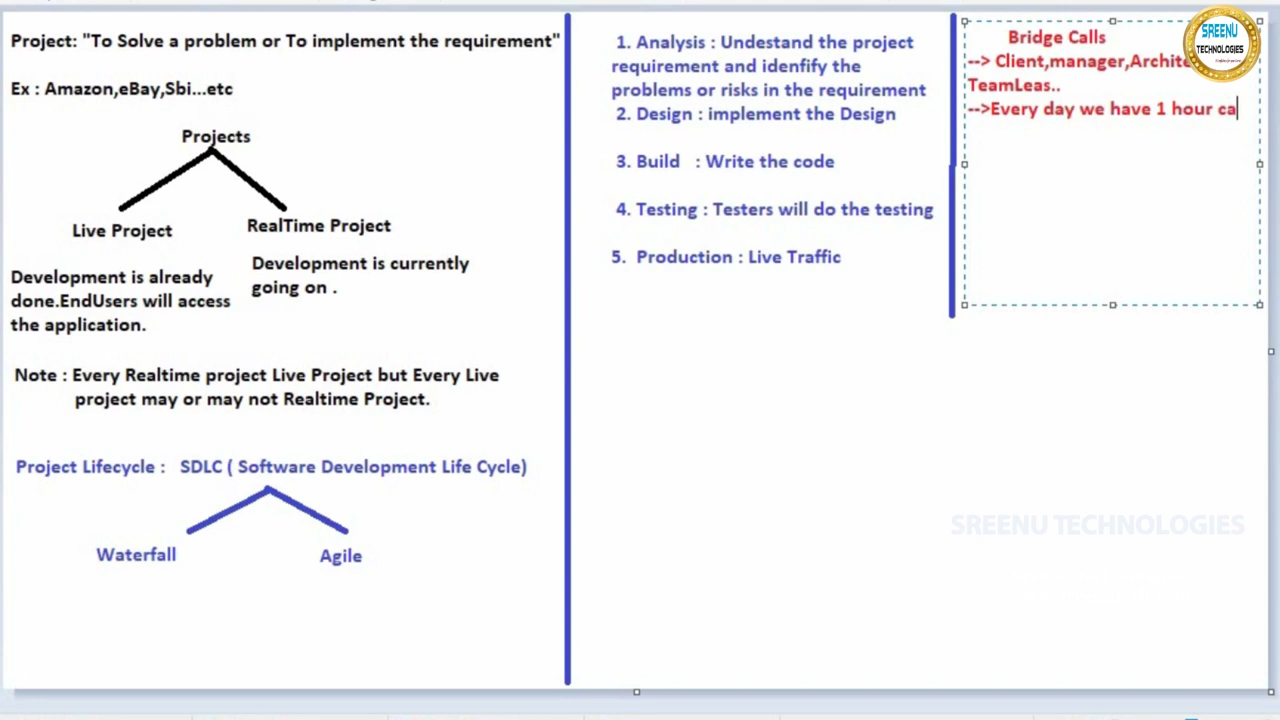 Project: "To Solve a problem or To implement the requirement"
Ex : Amazon,eBay,Sbi...etc
Projects
Live Project
RealTime Project
Development is already
done.EndUsers will access
the application.
Development is currently
going on .
Note : Every Realtime project Live Project but Every Live
project may or may not Realtime Project.
Project Lifecycle : SDLC ( Software Development Life Cycle)
Waterfall
Agile
1. Analysis : Undestand the project
requirement and idenfify the
problems or risks in the requirement
2. Design : implement the Design
3. Build : Write the code
4. Testing : Testers will do the testing
5. Production : Live Traffic
Bridge Calls
--> Client,manager,Archite
TeamLeas..
-->Every day we have 1 hour ca
SREENU
TECHNOLOGIES
SREENU TECHNOLOGIES